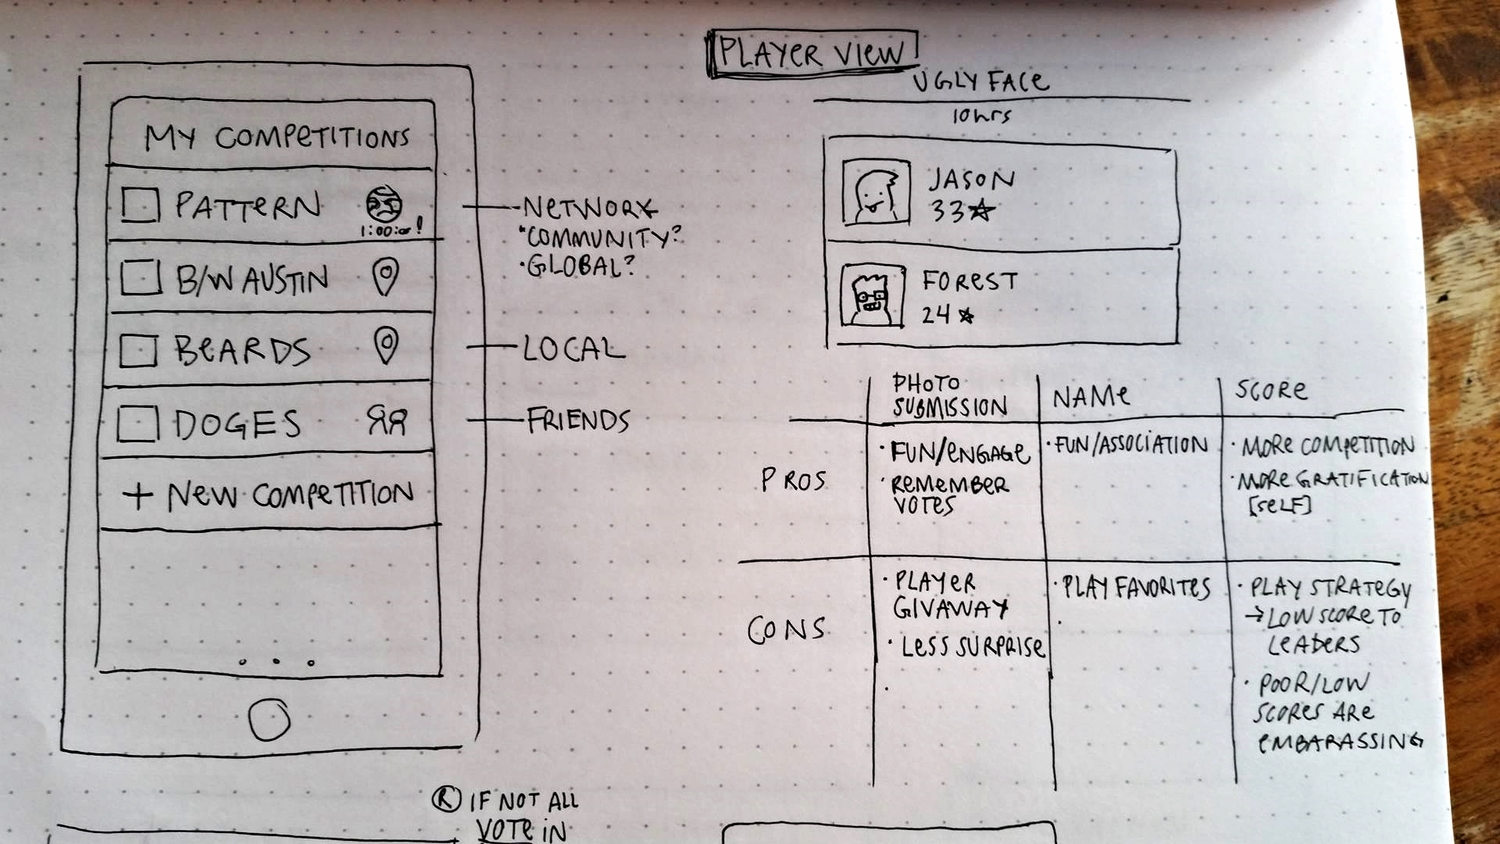 PLAYER VIEW
MY COMPETITIONS
PATTERN
1:00:00!
B/W AUSTIN
BEARDS
DOGES
+ NEW COMPETITION
-NETWORK
"COMMUNITY?
·GLOBAL?
LOCAL
FRIENDS
UGLY FACE
10hrs
JASON
33★
FOREST
24★
PHOTO SUBMISSION
NAME
SCORE
PROS
· FUN/ENGAGE
· REMEMBER
VOTES
· FUN/ASSOCIATION
· MORE COMPETITION
· MORE GRATIFICATION
[SELF]
CONS
· PLAYER
GIVAWAY
· LESS SURPRISE
· PLAY FAVORITES
· PLAY STRATEGY
→ LOW SCORE TO
LEADERS
· POOR/LOW
SCORES ARE
EMBARASSING
Ⓡ IF NOT ALL
VOTE IN